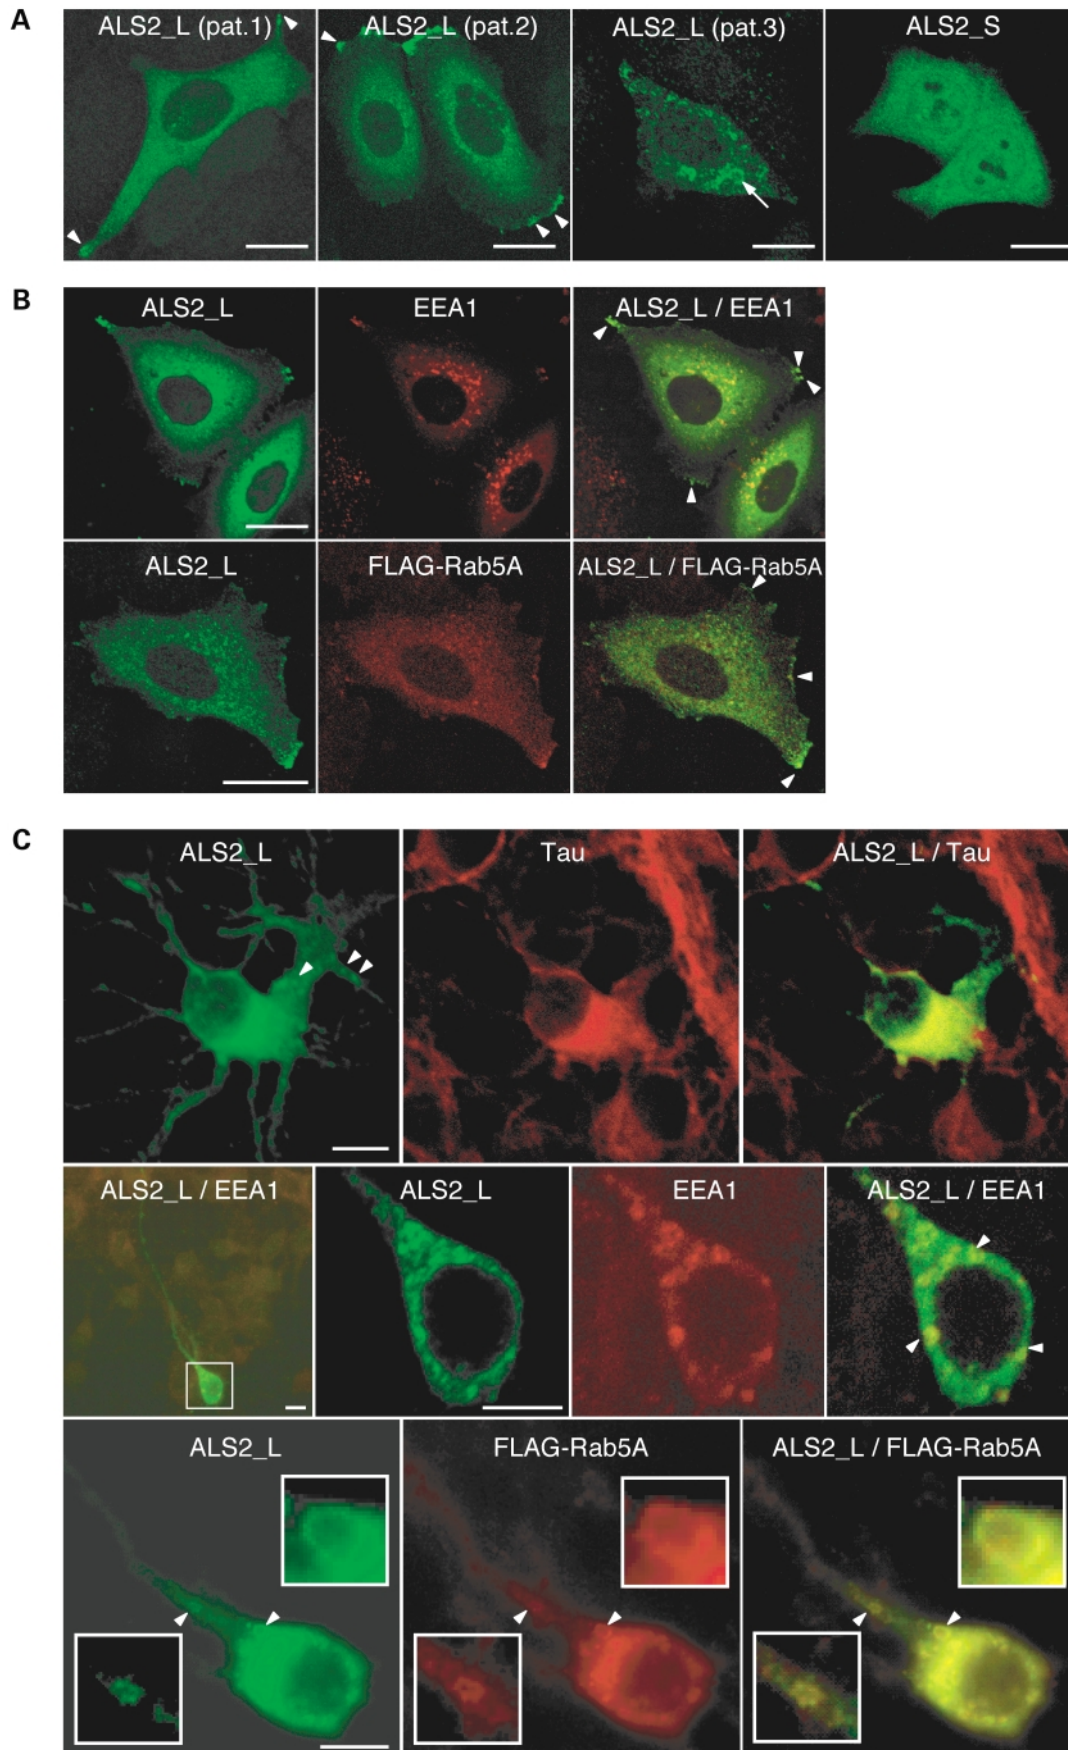 A
ALS2_L (pat.1)
ALS2_L (pat.2)
ALS2_L (pat.3)
ALS2_S
B
ALS2_L
EEA1
ALS2_L / EEA1
ALS2_L
FLAG-Rab5A
ALS2_L / FLAG-Rab5A
C
ALS2_L
Tau
ALS2_L / Tau
ALS2_L / EEA1
ALS2_L
EEA1
ALS2_L / EEA1
ALS2_L
FLAG-Rab5A
ALS2_L / FLAG-Rab5A